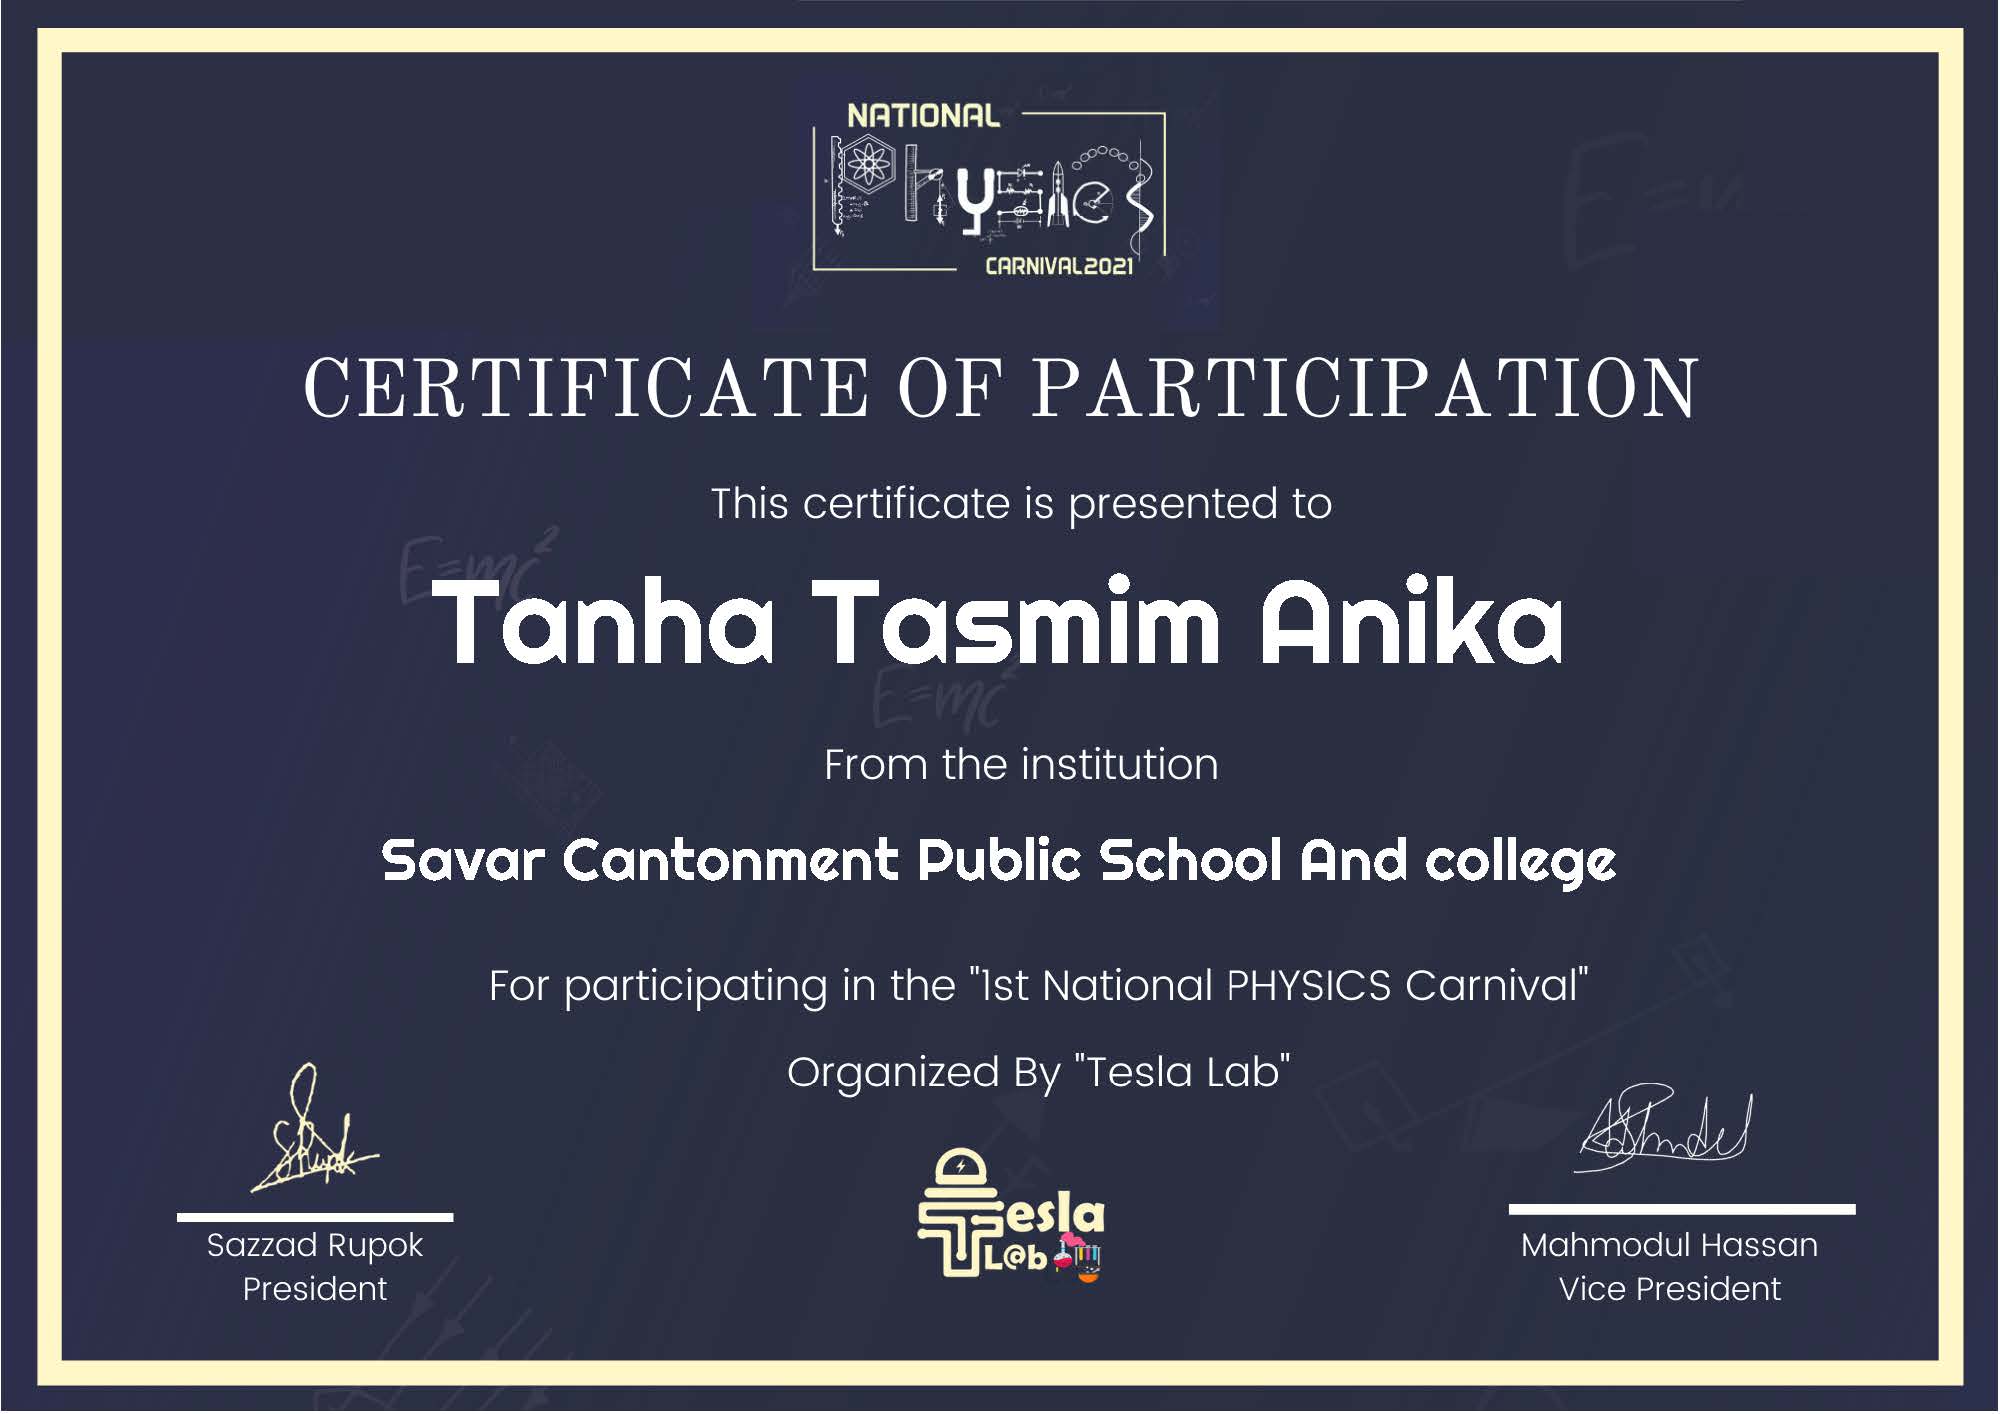 NATIONAL
Physics
CARNIVAL2021
CERTIFICATE OF PARTICIPATION
This certificate is presented to
E=mc²
Tanha Tasmim Anika
E=mc²
From the institution
Savar Cantonment Public School And college
For participating in the "1st National PHYSICS Carnival"
Organized By "Tesla Lab"
Tesla
L@b
Sazzad Rupok
President
Mahmodul Hassan
Vice President